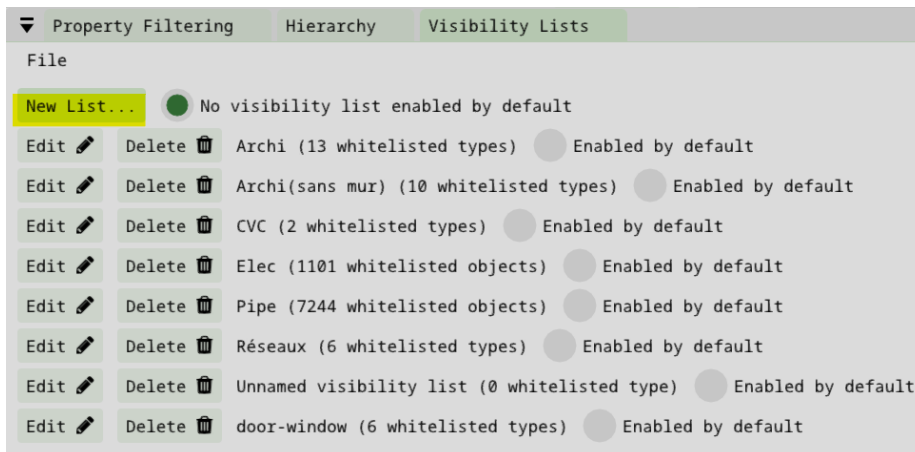 Property Filtering Hierarchy Visibility Lists
File
New List... No visibility list enabled by default
Edit Delete Archi (13 whitelisted types) Enabled by default
Edit Delete Archi(sans mur) (10 whitelisted types) Enabled by default
Edit Delete CVC (2 whitelisted types) Enabled by default
Edit Delete Elec (1101 whitelisted objects) Enabled by default
Edit Delete Pipe (7244 whitelisted objects) Enabled by default
Edit Delete Réseaux (6 whitelisted types) Enabled by default
Edit Delete Unnamed visibility list (0 whitelisted type) Enabled by default
Edit Delete door-window (6 whitelisted types) Enabled by default